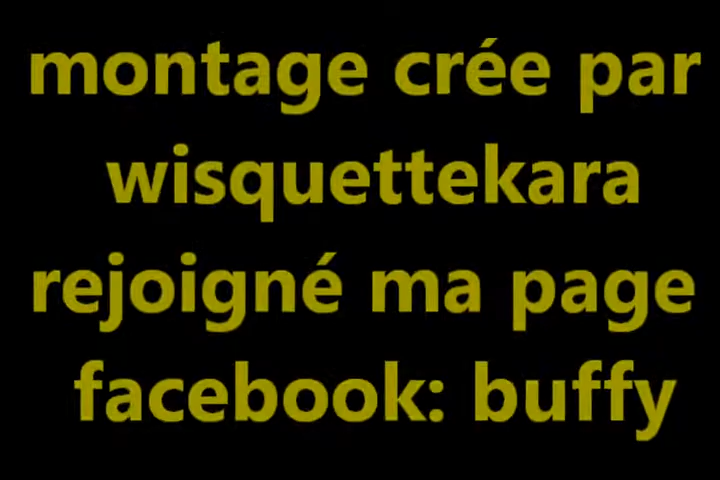 montage crée par
wisquettekara
rejoigné ma page
facebook: buffy